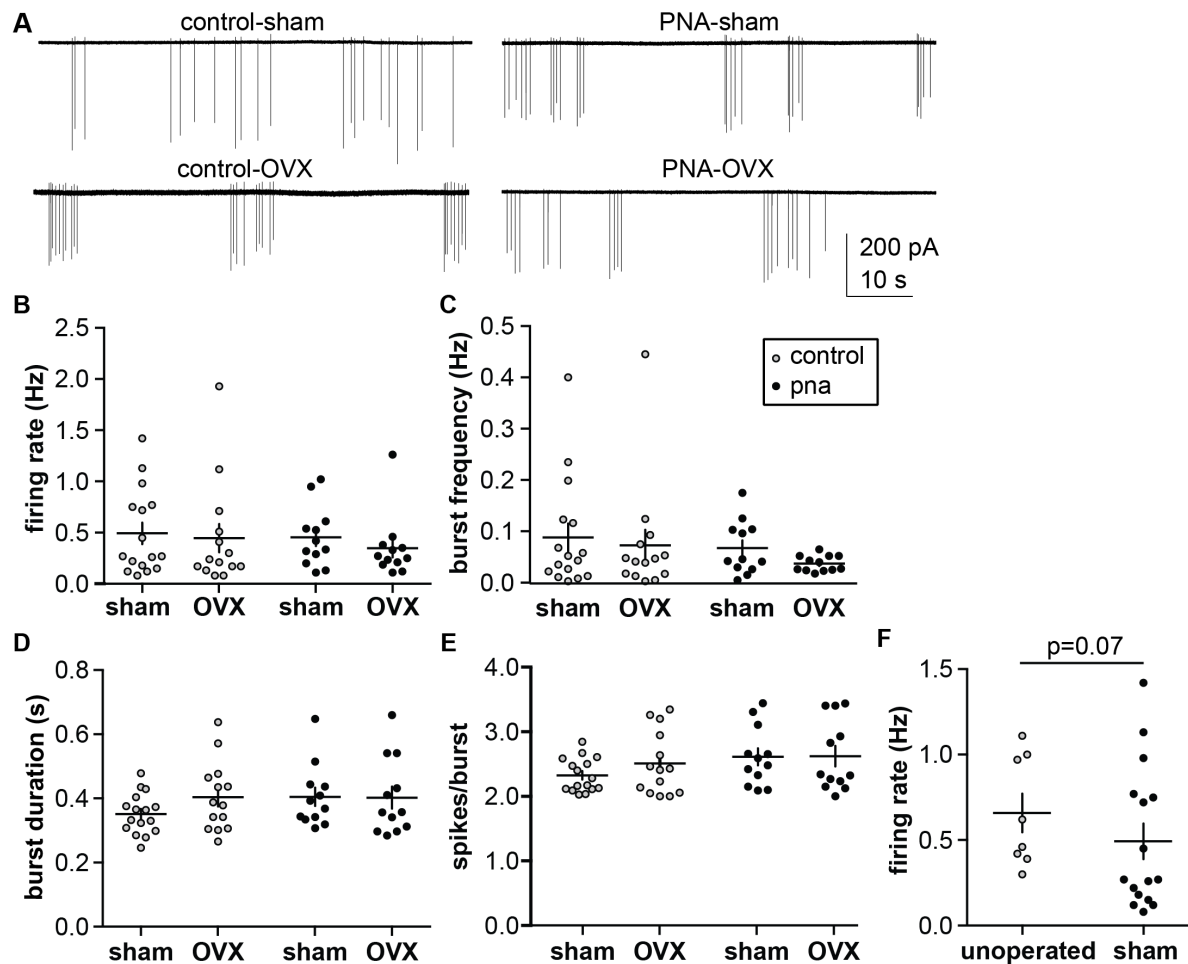 A
control-sham
PNA-sham
control-OVX
PNA-OVX
200 pA
10 s
B
firing rate (Hz)
2.5
2.0
1.5
1.0
0.5
0.0
sham OVX sham OVX
C
burst frequency (Hz)
0.5
0.4
0.3
0.2
0.1
0.0
sham OVX sham OVX
control
pna
D
burst duration (s)
0.8
0.6
0.4
0.2
0.0
sham OVX sham OVX
E
spikes/burst
4.0
3.0
2.0
1.0
0.0
sham OVX sham OVX
F
p=0.07
firing rate (Hz)
1.5
1.0
0.5
0.0
unoperated sham